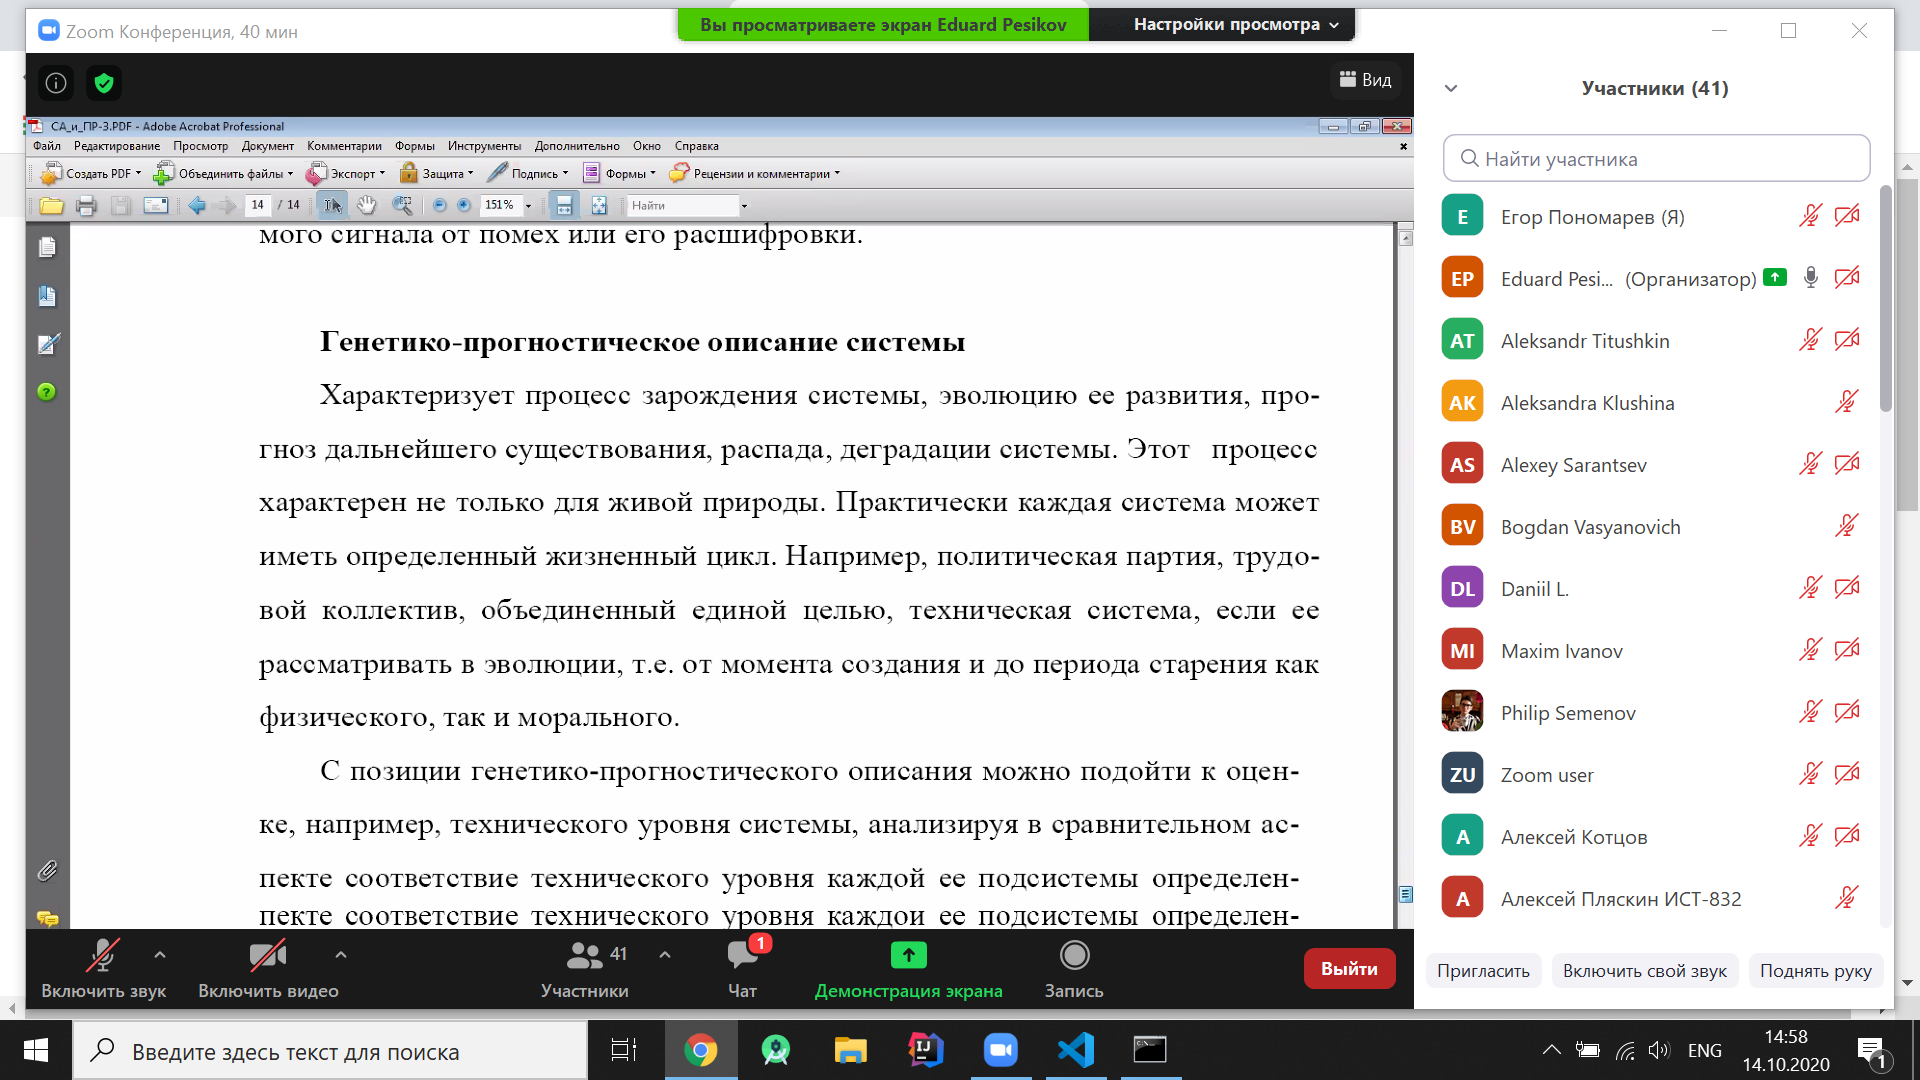 Zoom Конференция, 40 мин
Вы просматриваете экран Eduard Pesikov
Настройки просмотра
Вид
СА_и_ПР-3.PDF - Adobe Acrobat Professional
Файл Редактирование Просмотр Документ Комментарии Формы Инструменты Дополнительно Окно Справка
Создать PDF Объединить файлы Экспорт Защита Подпись Формы Рецензии и комментарии
14 / 14 151% Найти
мого сигнала от помех или его расшифровки.
Генетико-прогностическое описание системы
Характеризует процесс зарождения системы, эволюцию ее развития, про-
гноз дальнейшего существования, распада, деградации системы. Этот процесс
характерен не только для живой природы. Практически каждая система может
иметь определенный жизненный цикл. Например, политическая партия, трудо-
вой коллектив, объединенный единой целью, техническая система, если ее
рассматривать в эволюции, т.е. от момента создания и до периода старения как
физического, так и морального.
С позиции генетико-прогностического описания можно подойти к оцен-
ке, например, технического уровня системы, анализируя в сравнительном ас-
пекте соответствие технического уровня каждой ее подсистемы определен-
пекте соответствие технического уровня каждой ее подсистемы определен-
Включить звук
Включить видео
41
Участники
1
Чат
Демонстрация экрана
Запись
Выйти
Участники (41)
Найти участника
E Егор Пономарев (Я)
EP Eduard Pesi... (Организатор)
AT Aleksandr Titushkin
AK Aleksandra Klushina
AS Alexey Sarantsev
BV Bogdan Vasyanovich
DL Daniil L.
MI Maxim Ivanov
Philip Semenov
ZU Zoom user
А Алексей Котцов
А Алексей Пляскин ИСТ-832
Пригласить
Включить свой звук
Поднять руку
Введите здесь текст для поиска
IJ
C:\_
ENG
14:58
14.10.2020
1